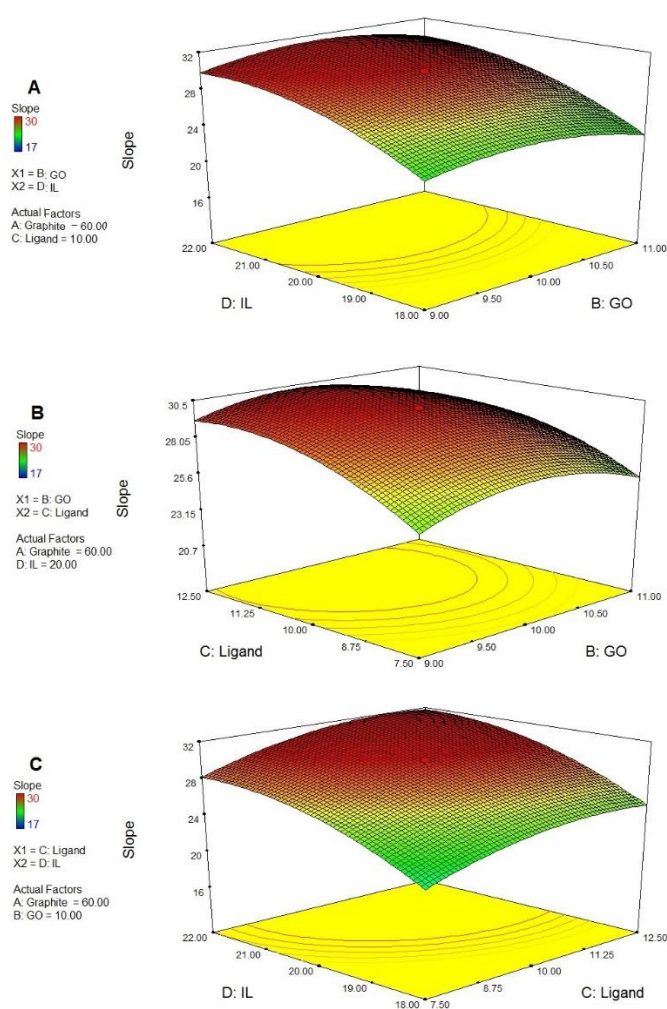 A
Slope
30
17
X1 = B: GO
X2 = D: IL
Actual Factors
A: Graphite = 60.00
C: Ligand = 10.00
Slope
32
28
24
20
16
22.00
21.00
20.00
19.00
18.00
D: IL
9.00
9.50
10.00
10.50
11.00
B: GO
B
Slope
30
17
X1 = B: GO
X2 = C: Ligand
Actual Factors
A: Graphite = 60.00
D: IL = 20.00
Slope
30.5
28.05
25.6
23.15
20.7
12.50
11.25
10.00
8.75
7.50
C: Ligand
9.00
9.50
10.00
10.50
11.00
B: GO
C
Slope
30
17
X1 = C: Ligand
X2 = D: IL
Actual Factors
A: Graphite = 60.00
B: GO = 10.00
Slope
32
28
24
20
16
22.00
21.00
20.00
19.00
18.00
D: IL
7.50
8.75
10.00
11.25
12.50
C: Ligand